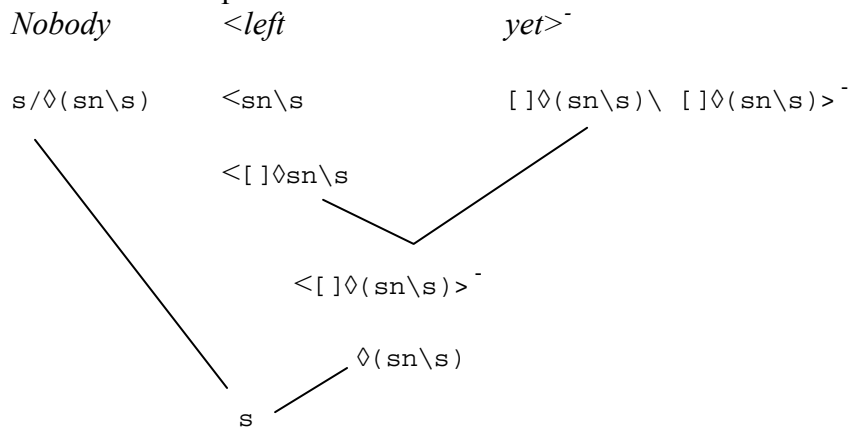 Nobody <left yet>-
s/◊(sn\s) <sn\s []◊(sn\s)\ []◊(sn\s)>-
<[]◊sn\s
<[]◊(sn\s)>-
◊(sn\s)
s